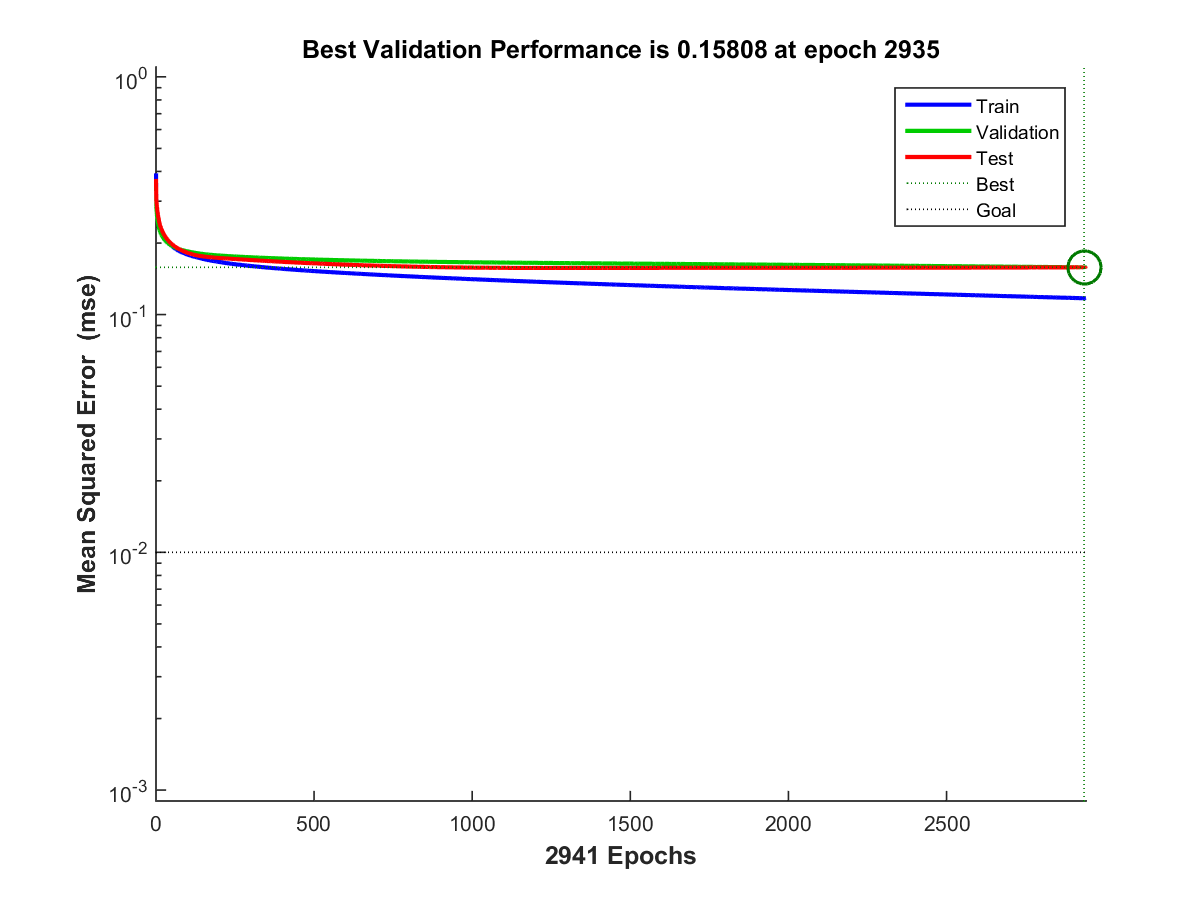 Best Validation Performance is 0.15808 at epoch 2935
Mean Squared Error (mse)
10^0
10^-1
10^-2
10^-3
Train
Validation
Test
Best
Goal
0 500 1000 1500 2000 2500
2941 Epochs